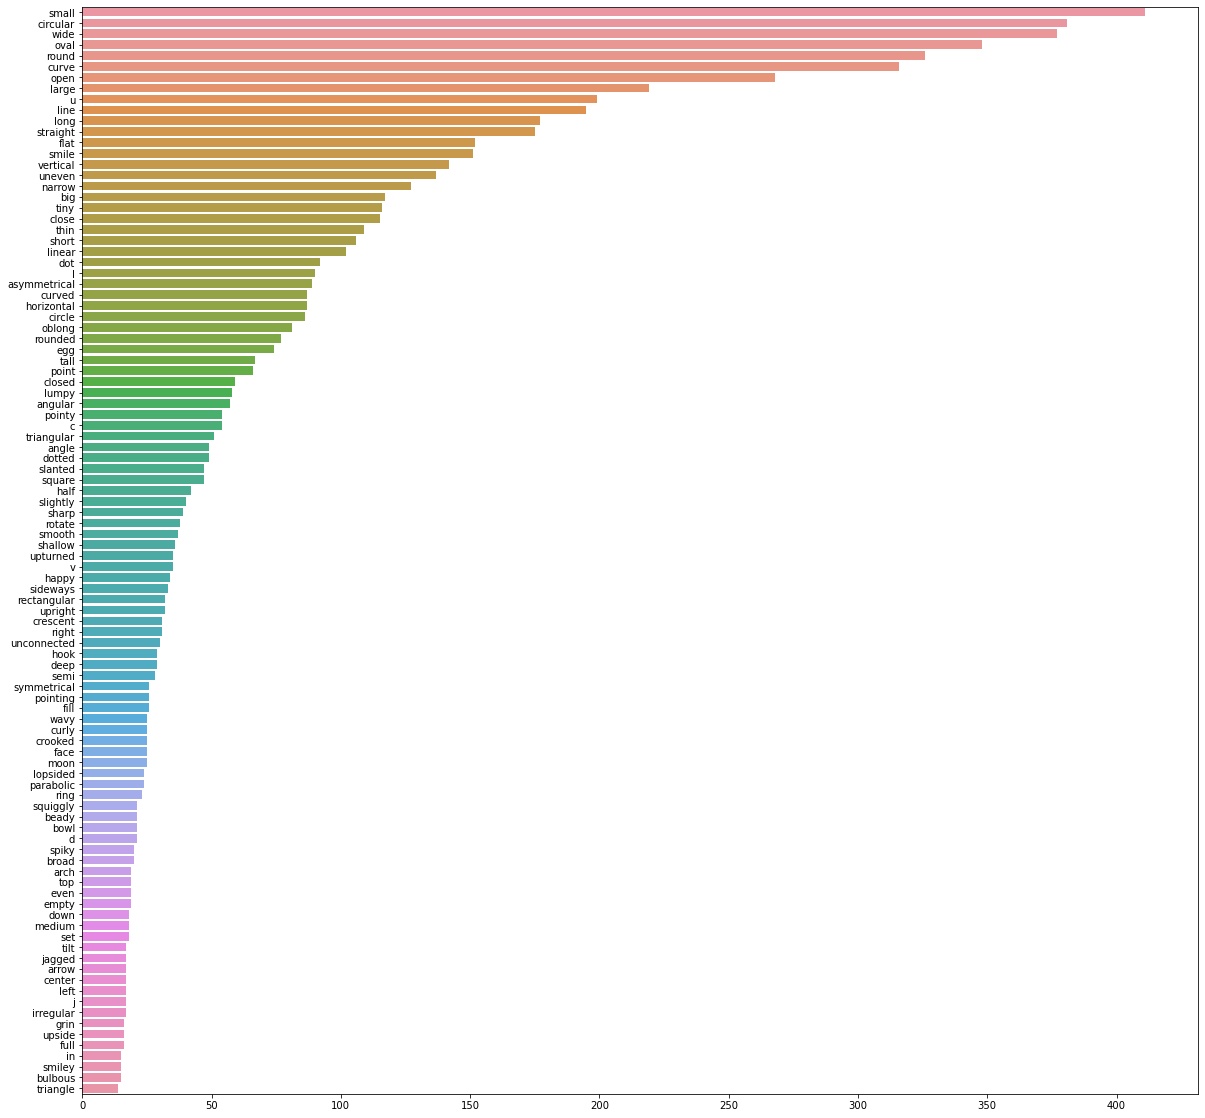 small
circular
wide
oval
round
curve
open
large
u
line
long
straight
flat
smile
vertical
uneven
narrow
big
tiny
close
thin
short
linear
dot
l
asymmetrical
curved
horizontal
circle
oblong
rounded
egg
tall
point
closed
lumpy
angular
pointy
c
triangular
angle
dotted
slanted
square
half
slightly
sharp
rotate
smooth
shallow
upturned
v
happy
sideways
rectangular
upright
crescent
right
unconnected
hook
deep
semi
symmetrical
pointing
fill
wavy
curly
crooked
face
moon
lopsided
parabolic
ring
squiggly
beady
bowl
d
spiky
broad
arch
top
even
empty
down
medium
set
tilt
jagged
arrow
center
left
j
irregular
grin
upside
full
in
smiley
bulbous
triangle
0 50 100 150 200 250 300 350 400